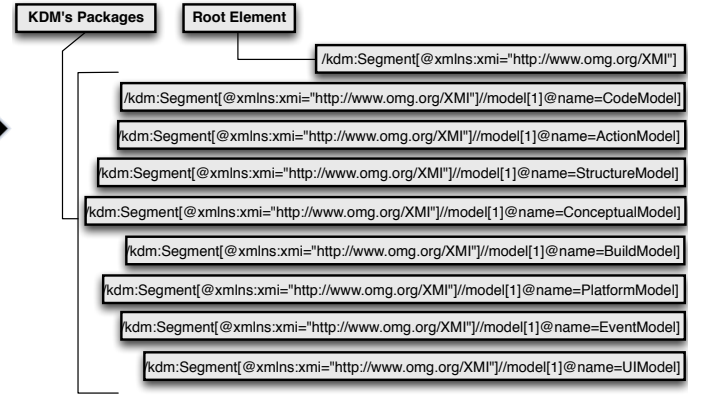 KDM's Packages
Root Element
/kdm:Segment[@xmlns:xmi="http://www.omg.org/XMI"]
/kdm:Segment[@xmlns:xmi="http://www.omg.org/XMI"]//model[1]@name=CodeModel]
/kdm:Segment[@xmlns:xmi="http://www.omg.org/XMI"]//model[1]@name=ActionModel]
/kdm:Segment[@xmlns:xmi="http://www.omg.org/XMI"]//model[1]@name=StructureModel]
/kdm:Segment[@xmlns:xmi="http://www.omg.org/XMI"]//model[1]@name=ConceptualModel]
/kdm:Segment[@xmlns:xmi="http://www.omg.org/XMI"]//model[1]@name=BuildModel]
/kdm:Segment[@xmlns:xmi="http://www.omg.org/XMI"]//model[1]@name=PlatformModel]
/kdm:Segment[@xmlns:xmi="http://www.omg.org/XMI"]//model[1]@name=EventModel]
/kdm:Segment[@xmlns:xmi="http://www.omg.org/XMI"]//model[1]@name=UIModel]